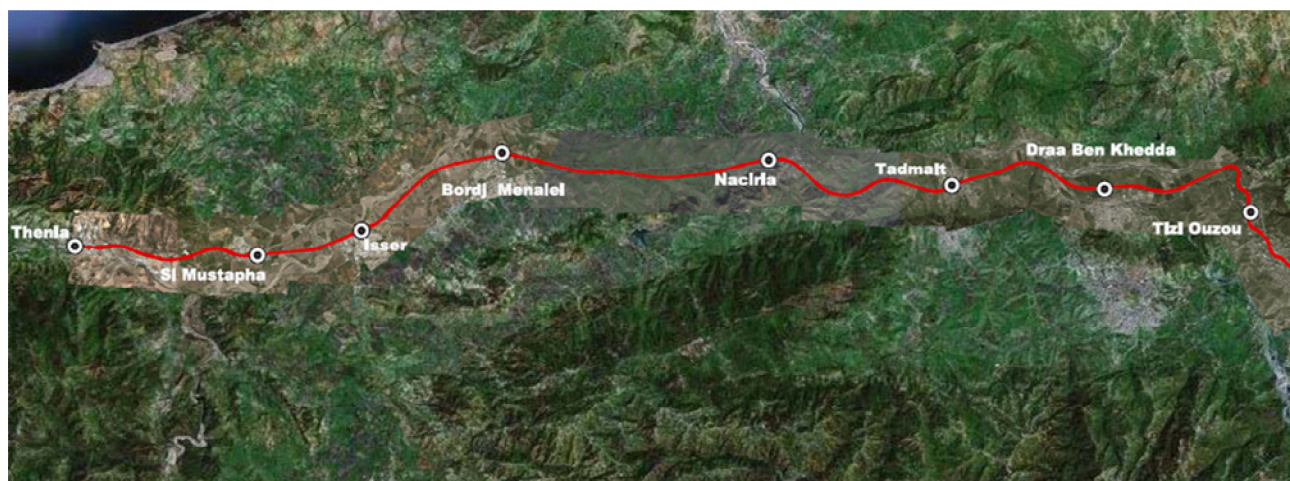 Thenia
Si Mustapha
Isser
Bordj Menaiel
Naciria
Tadmait
Draa Ben Khedda
Tizi Ouzou